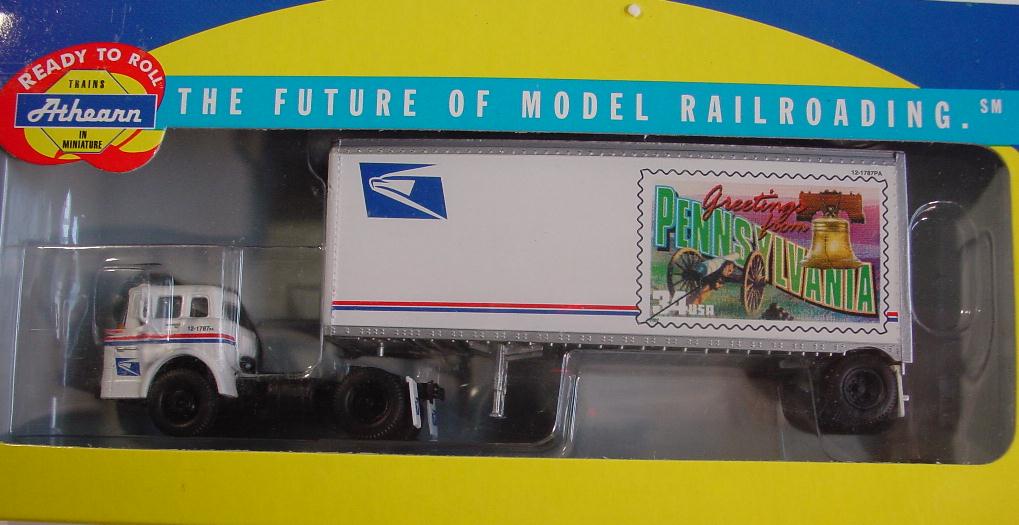 READY TO ROLL
TRAINS
Athearn
IN
MINIATURE
THE FUTURE OF MODEL RAILROADING. SM
12-1787PA
Greetings
from
PENNSYLVANIA
34 USA
12-1787PA